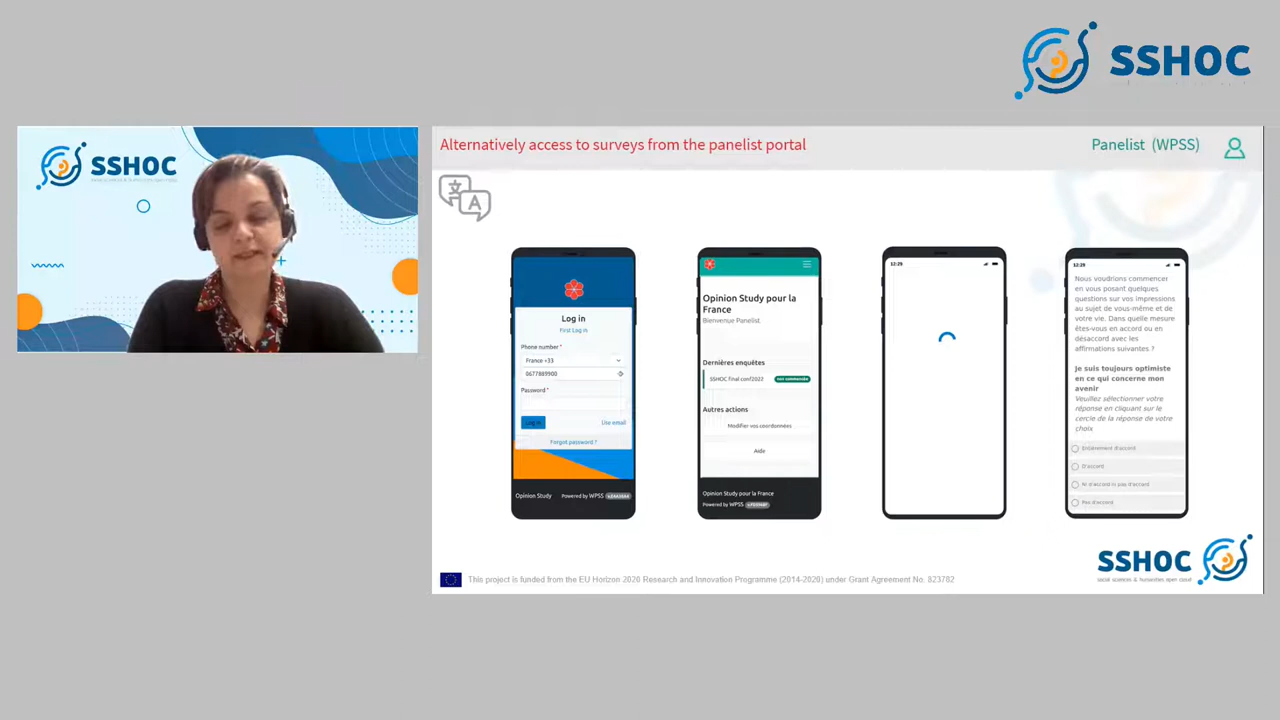 SSHOC
SSHOC
Alternatively access to surveys from the panelist portal
Panelist (WPSS)
Log in
First Log in
Phone number *
France +33
0677889900
Password *
Log in
Use email
Forgot password ?
Opinion Study
Powered by WPSS
Opinion Study pour la
France
Bienvenue Panelist.
Dernières enquêtes
SSHOC final conf2022
non commencée
Autres actions
Modifier vos coordonnées
Aide
Opinion Study pour la France
Powered by WPSS
12:29
12:29
Nous voudrions commencer
en vous posant quelques
questions sur vos impressions
au sujet de vous-même et de
votre vie. Dans quelle mesure
êtes-vous en accord ou en
désaccord avec les
affirmations suivantes ?
Je suis toujours optimiste
en ce qui concerne mon
avenir
Veuillez sélectionner votre
réponse en cliquant sur le
cercle de la réponse de votre
choix
Entièrement d'accord
D'accord
Ni d'accord ni pas d'accord
Pas d'accord
SSHOC
social sciences & humanities open cloud
This project is funded from the EU Horizon 2020 Research and Innovation Programme (2014-2020) under Grant Agreement No. 823782